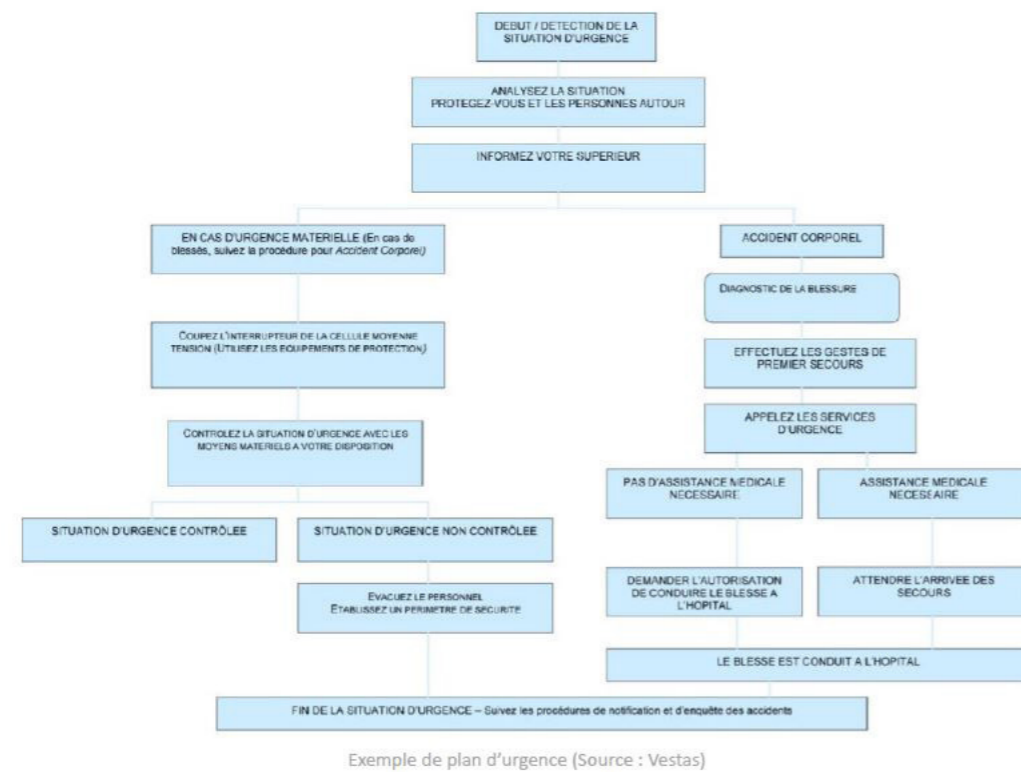 DEBUT / DETECTION DE LA
SITUATION D'URGENCE
ANALYSEZ LA SITUATION
PROTEGEZ-VOUS ET LES PERSONNES AUTOUR
INFORMEZ VOTRE SUPERIEUR
EN CAS D'URGENCE MATERIELLE (En cas de
blessés, suivez la procédure pour Accident Corporel)
COUPEZ L'INTERRUPTEUR DE LA CELLULE MOYENNE
TENSION (UTILISEZ LES EQUIPEMENTS DE PROTECTION)
CONTROLEZ LA SITUATION D'URGENCE AVEC LES
MOYENS MATERIELS A VOTRE DISPOSITION
SITUATION D'URGENCE CONTRÔLEE
SITUATION D'URGENCE NON CONTRÔLEE
EVACUEZ LE PERSONNEL
ÉTABLISSEZ UN PERIMETRE DE SECURITE
ACCIDENT CORPOREL
DIAGNOSTIC DE LA BLESSURE
EFFECTUEZ LES GESTES DE
PREMIER SECOURS
APPELEZ LES SERVICES
D'URGENCE
PAS D'ASSISTANCE MEDICALE
NECESSAIRE
ASSISTANCE MEDICALE
NECESSAIRE
DEMANDER L'AUTORISATION
DE CONDUIRE LE BLESSE A
L'HOPITAL
ATTENDRE L'ARRIVEE DES
SECOURS
LE BLESSE EST CONDUIT A L'HOPITAL
FIN DE LA SITUATION D'URGENCE – Suivez les procédures de notification et d'enquête des accidents
Exemple de plan d'urgence (Source : Vestas)